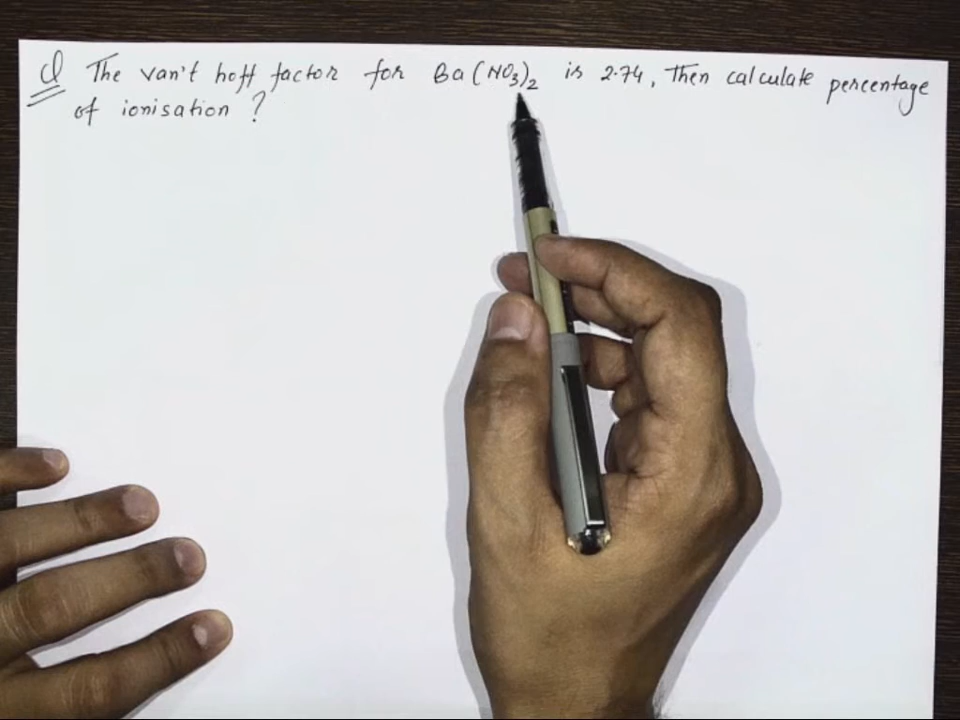 Q The van't hoff factor for Ba(NO3)2 is 2.74, Then calculate percentage
of ionisation ?